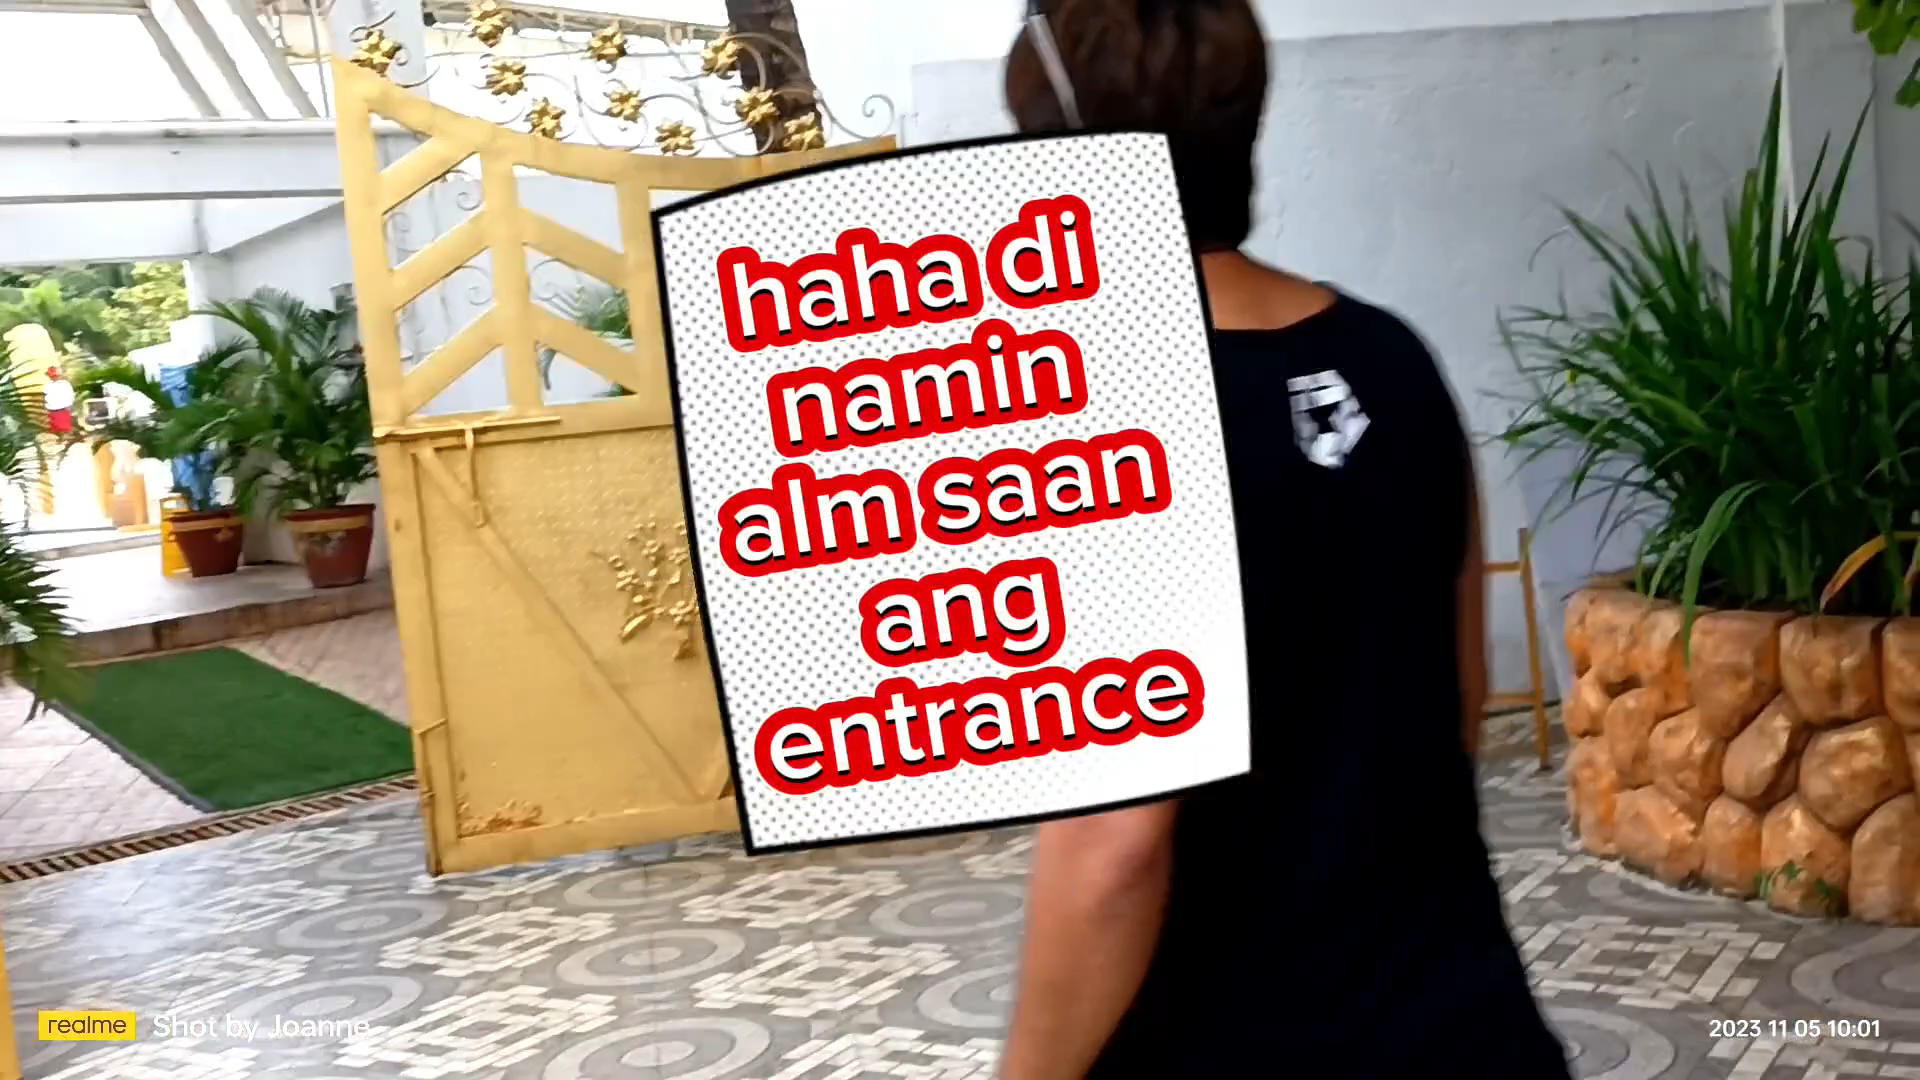 haha di
namin
alm saan
ang
entrance
realme Shot by Joanne
2023 11 05 10:01